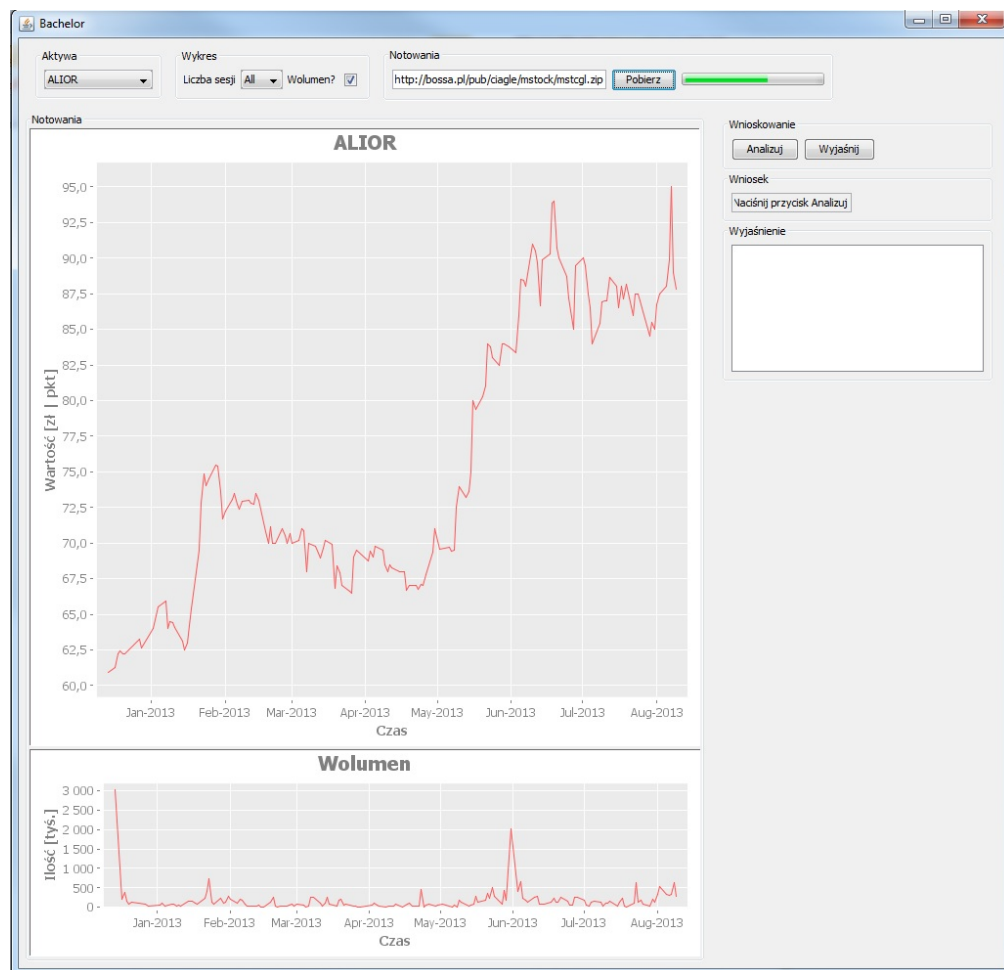 Bachelor
Aktywa
ALIOR
Wykres
Liczba sesji All Wolumen?
Notowania
http://bossa.pl/pub/ciagle/mstock/mstcgl.zip Pobierz
Notowania
ALIOR
95,0
92,5
90,0
87,5
85,0
82,5
80,0
77,5
75,0
72,5
70,0
67,5
65,0
62,5
60,0
Wartość [zł | pkt]
Jan-2013 Feb-2013 Mar-2013 Apr-2013 May-2013 Jun-2013 Jul-2013 Aug-2013
Czas
Wolumen
3 000
2 500
2 000
1 500
1 000
500
0
Ilość [tyś.]
Jan-2013 Feb-2013 Mar-2013 Apr-2013 May-2013 Jun-2013 Jul-2013 Aug-2013
Czas
Wnioskowanie
Analizuj Wyjaśnij
Wniosek
Naciśnij przycisk Analizuj
Wyjaśnienie